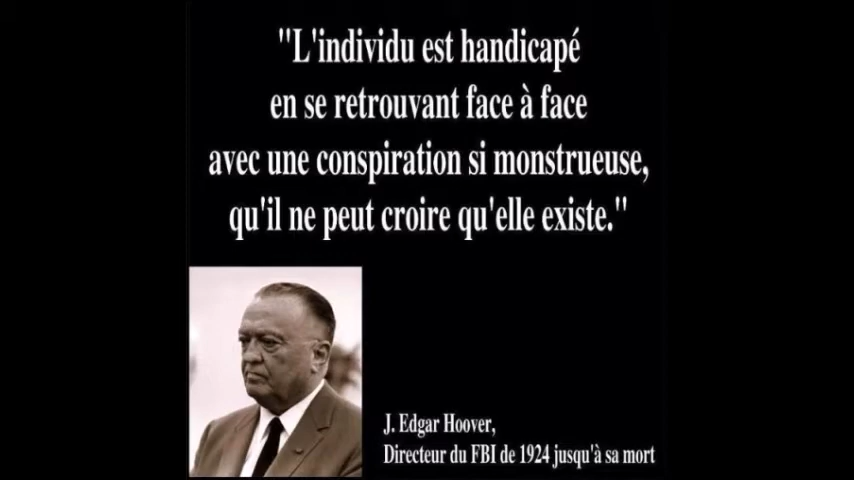 "L'individu est handicapé
en se retrouvant face à face
avec une conspiration si monstrueuse,
qu'il ne peut croire qu'elle existe."
J. Edgar Hoover,
Directeur du FBI de 1924 jusqu'à sa mort